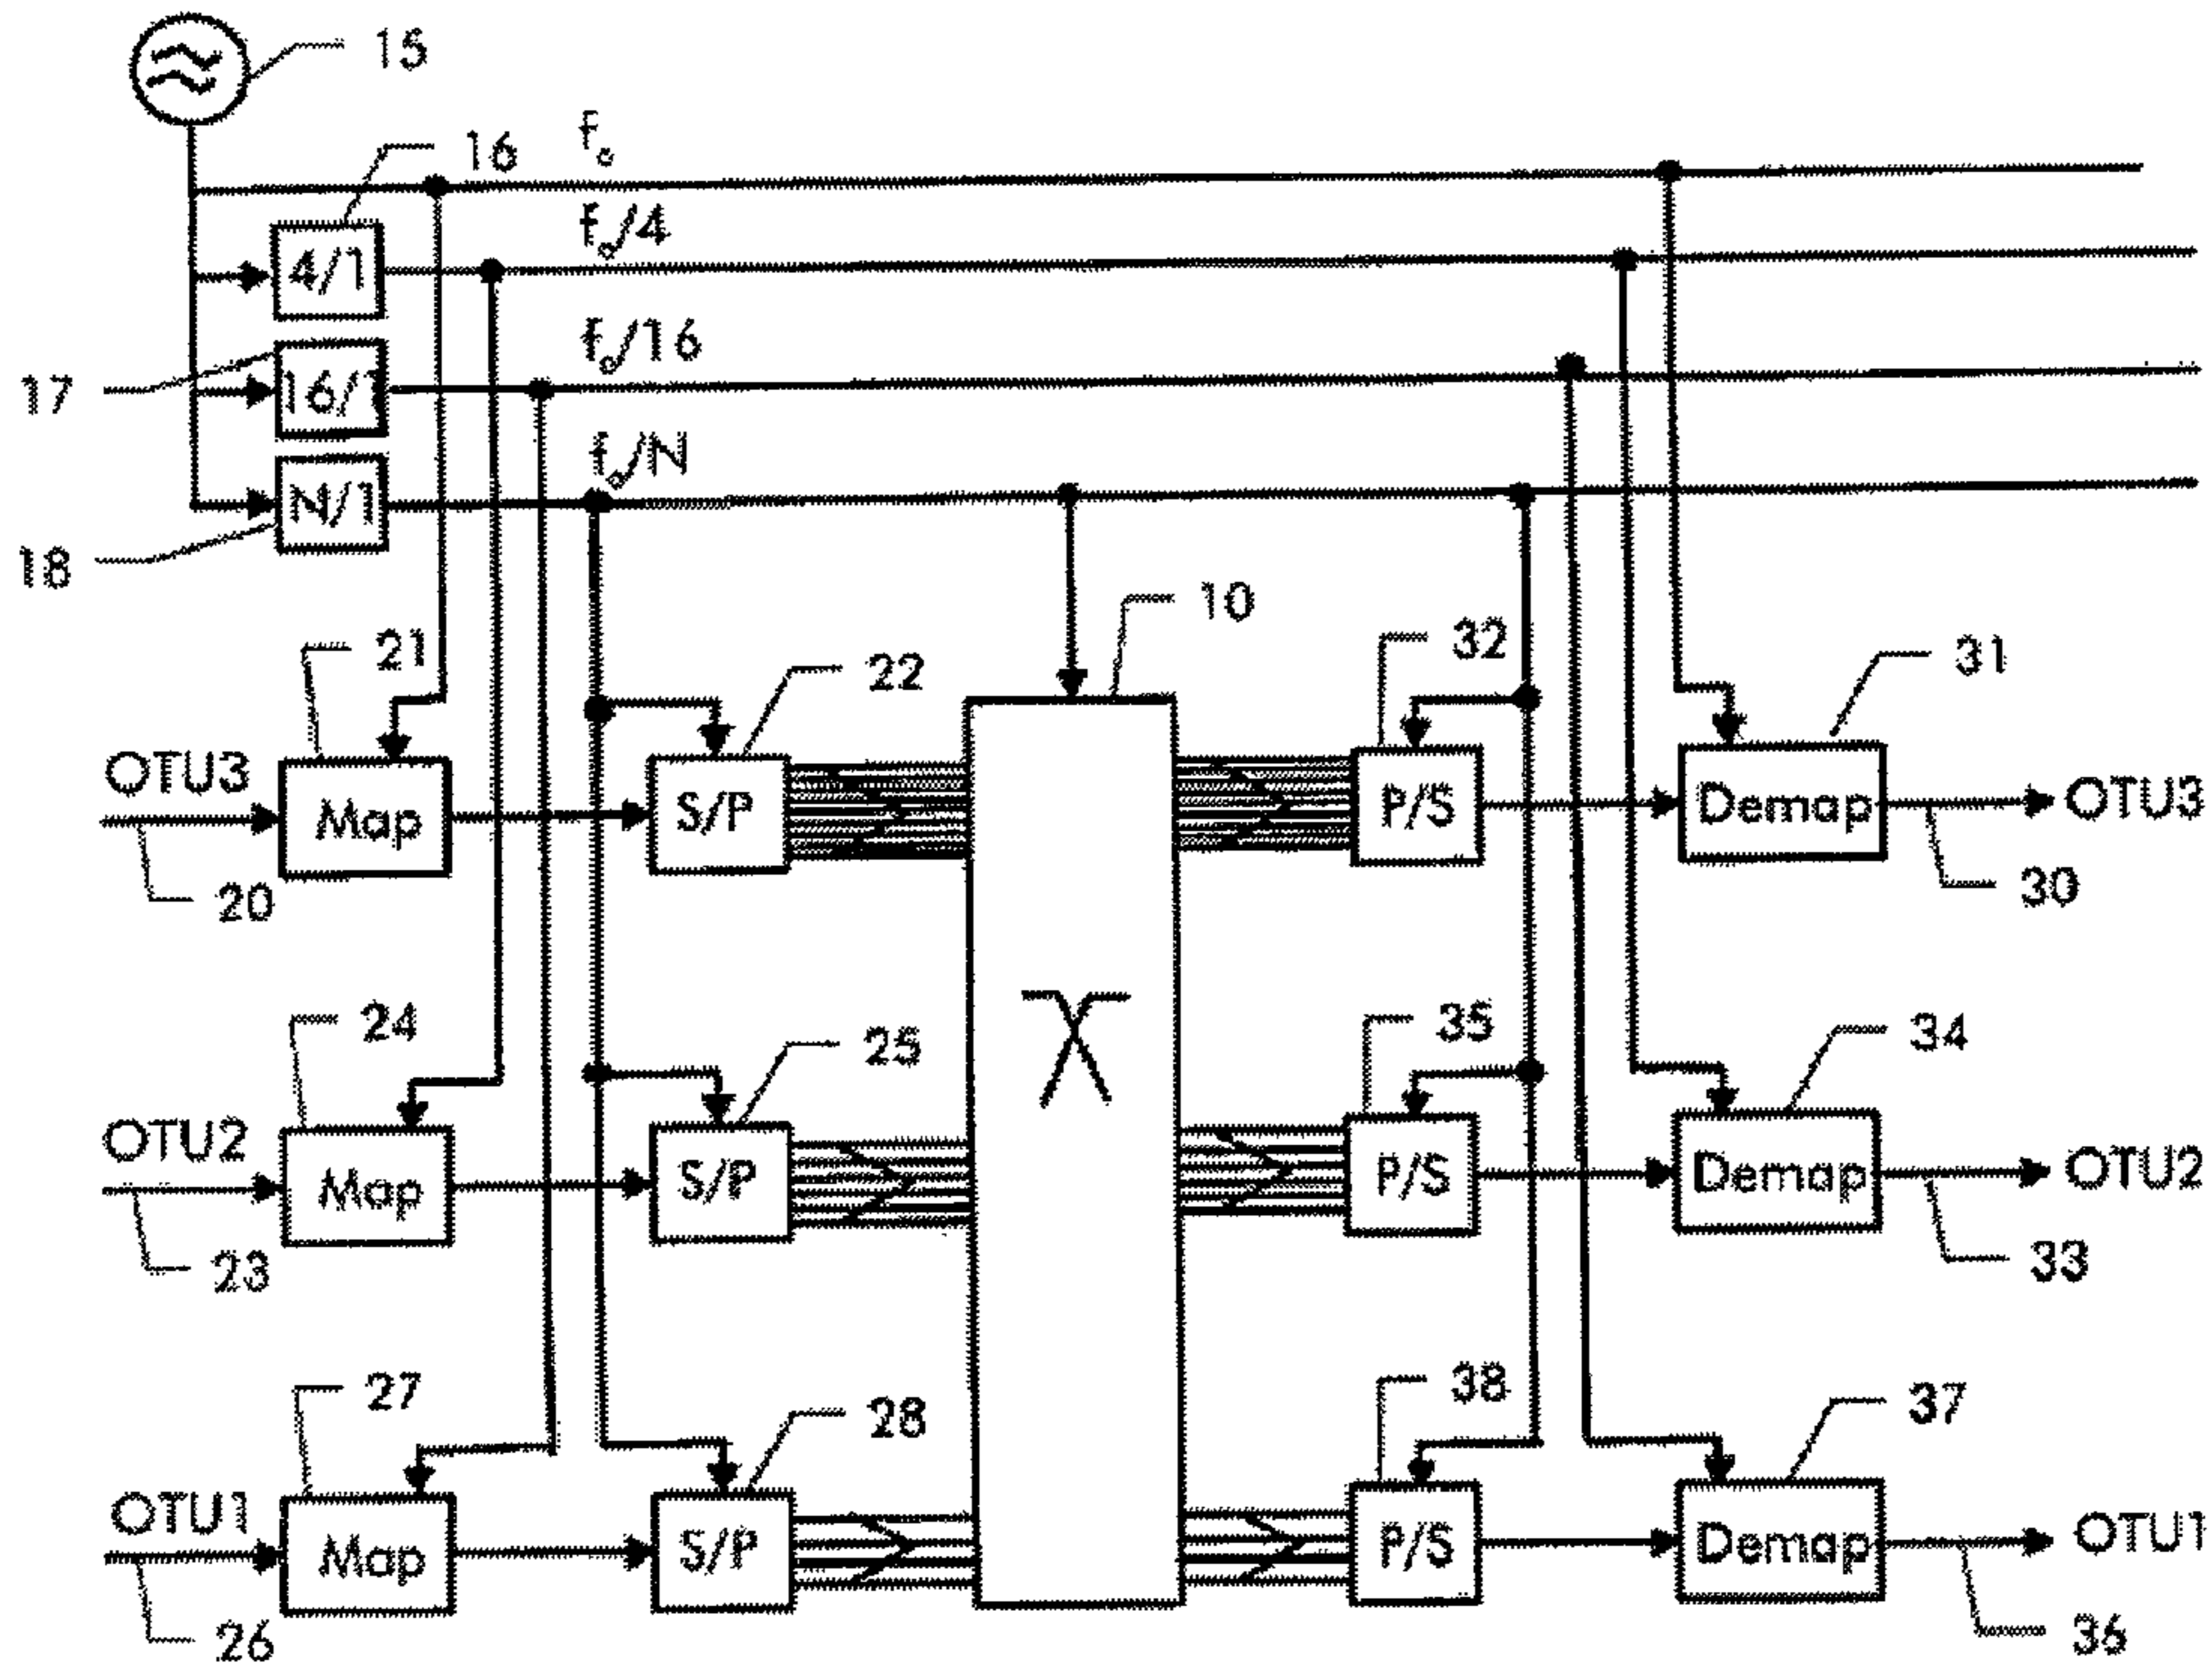 15
16
f₀
4/1
f₀/4
17
16/1
f₀/16
18
N/1
f₀/N
10
21
22
32
31
OTU3
Map
S/P
P/S
Demap
OTU3
20
30
24
25
35
34
OTU2
Map
S/P
P/S
Demap
OTU2
23
33
27
28
38
37
OTU1
Map
S/P
P/S
Demap
OTU1
26
36